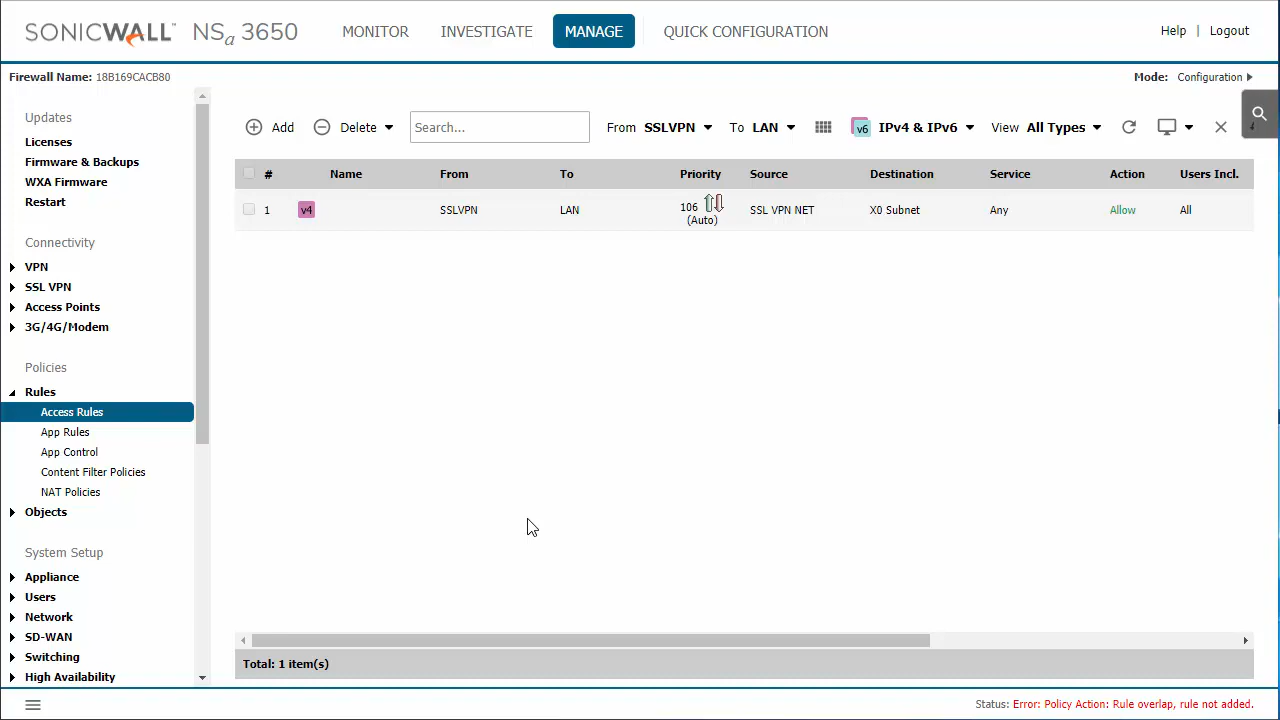 SONICWALL NSa 3650 MONITOR INVESTIGATE MANAGE QUICK CONFIGURATION Help | Logout
Firewall Name: 18B169CACB80 Mode: Configuration
Updates
Licenses
Firmware & Backups
WXA Firmware
Restart
Connectivity
VPN
SSL VPN
Access Points
3G/4G/Modem
Policies
Rules
Access Rules
App Rules
App Control
Content Filter Policies
NAT Policies
Objects
System Setup
Appliance
Users
Network
SD-WAN
Switching
High Availability
Add Delete Search... From SSLVPN To LAN v6 IPv4 & IPv6 View All Types
# Name From To Priority Source Destination Service Action Users Incl.
1 v4 SSLVPN LAN 106 (Auto) SSL VPN NET X0 Subnet Any Allow All
Total: 1 item(s)
Status: Error: Policy Action: Rule overlap, rule not added.